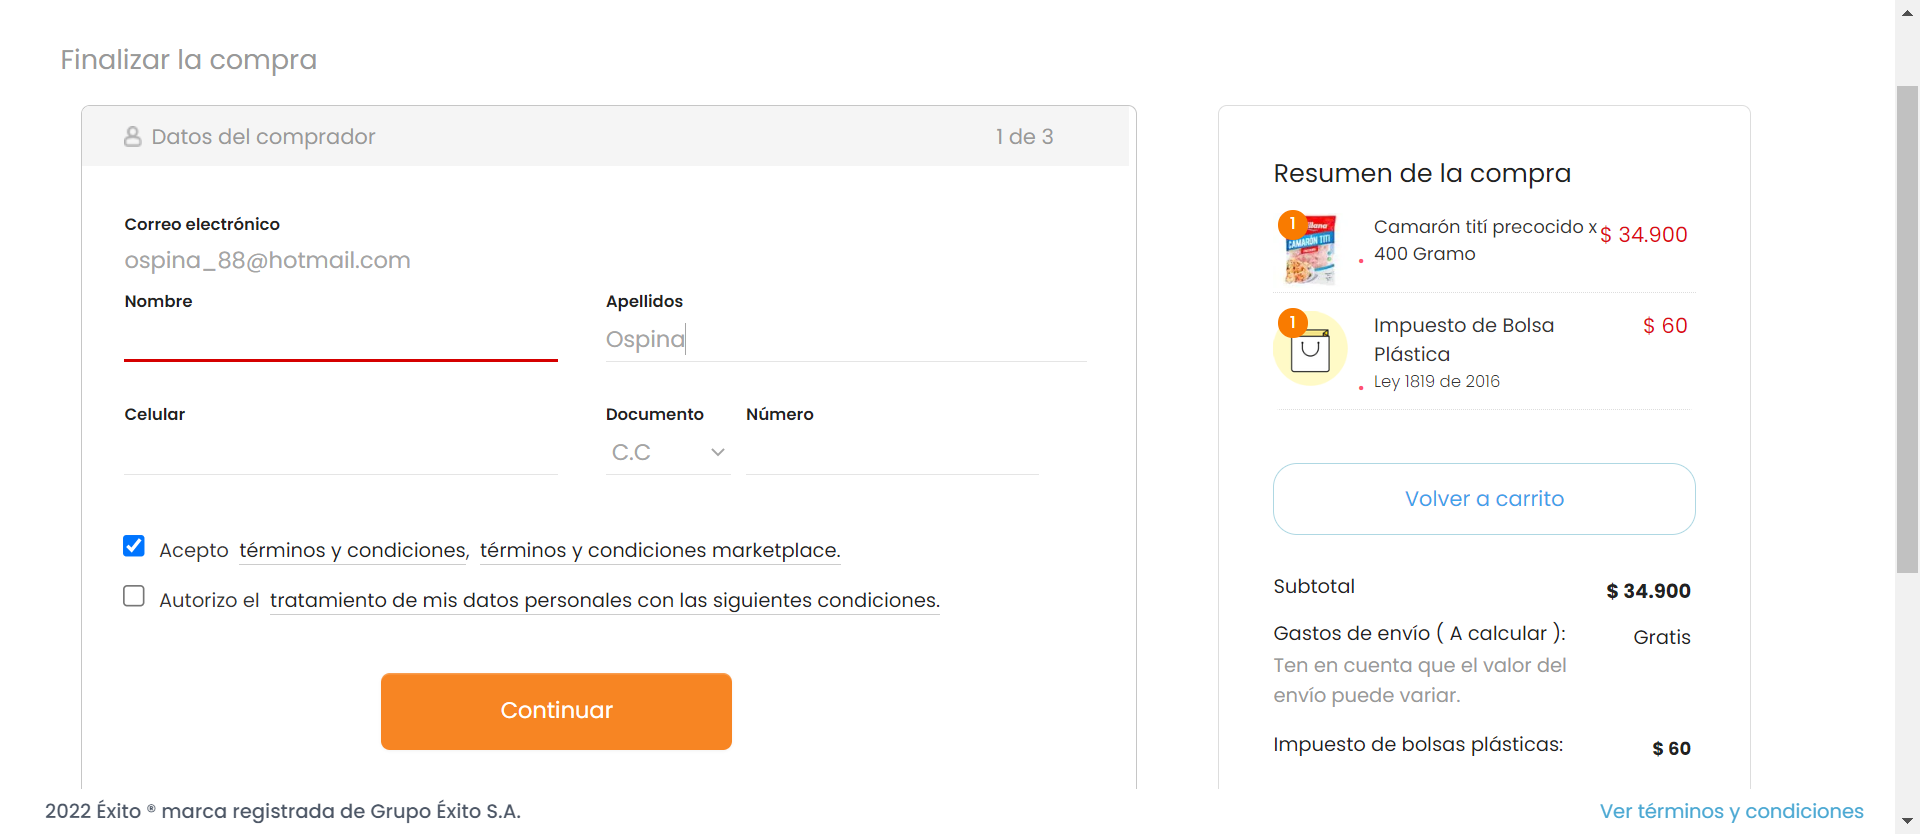 Finalizar la compra
Datos del comprador
1 de 3
Correo electrónico
ospina_88@hotmail.com
Nombre
Apellidos
Ospina
Celular
Documento
Número
C.C
Acepto términos y condiciones, términos y condiciones marketplace.
Autorizo el tratamiento de mis datos personales con las siguientes condiciones.
Continuar
Resumen de la compra
1
CAMARÓN TITÍ
Camarón tití precocido x
400 Gramo
$ 34.900
1
Impuesto de Bolsa
Plástica
$ 60
Ley 1819 de 2016
Volver a carrito
Subtotal
$ 34.900
Gastos de envío ( A calcular ):
Gratis
Ten en cuenta que el valor del
envío puede variar.
Impuesto de bolsas plásticas:
$ 60
2022 Éxito ® marca registrada de Grupo Éxito S.A.
Ver términos y condiciones